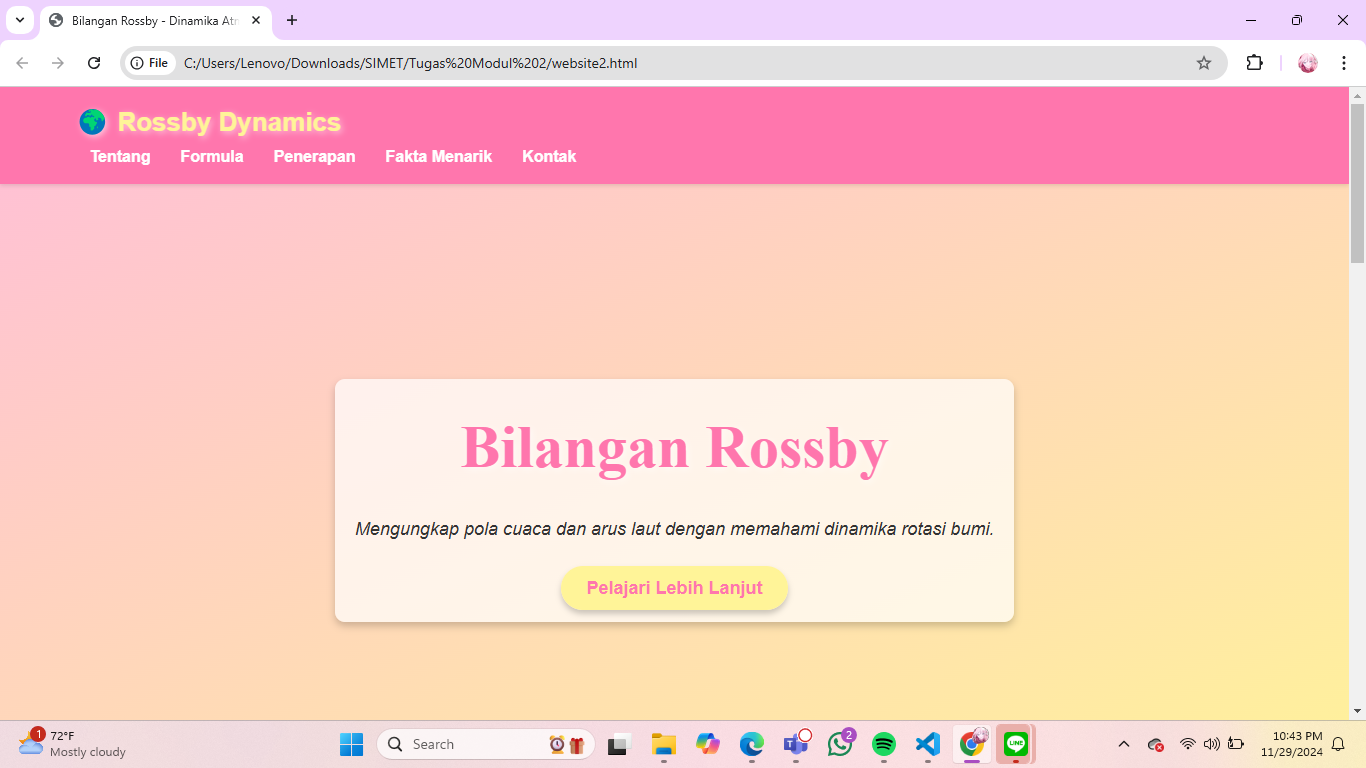 Bilangan Rossby - Dinamika Atr
File
C:/Users/Lenovo/Downloads/SIMET/Tugas%20Modul%202/website2.html
Rossby Dynamics
Tentang Formula Penerapan Fakta Menarik Kontak
Bilangan Rossby
Mengungkap pola cuaca dan arus laut dengan memahami dinamika rotasi bumi.
Pelajari Lebih Lanjut
1
72°F
Mostly cloudy
Search
2
LINE
10:43 PM
11/29/2024